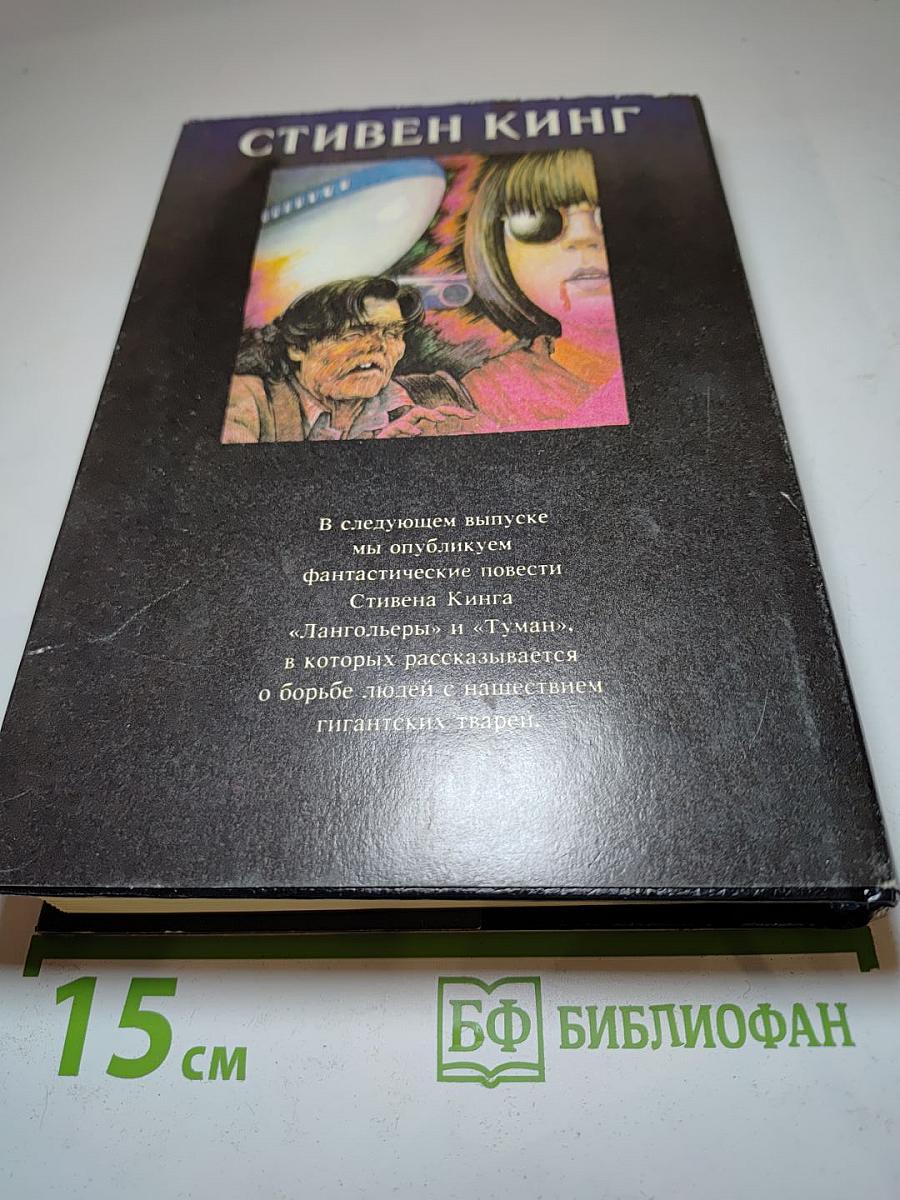 СТИВЕН КИНГ
В следующем выпуске
мы опубликуем
фантастические повести
Стивена Кинга
«Лангольеры» и «Туман»,
в которых рассказывается
о борьбе людей с нашествием
гигантских тварей.
15 см
БФ БИБЛИОФАН